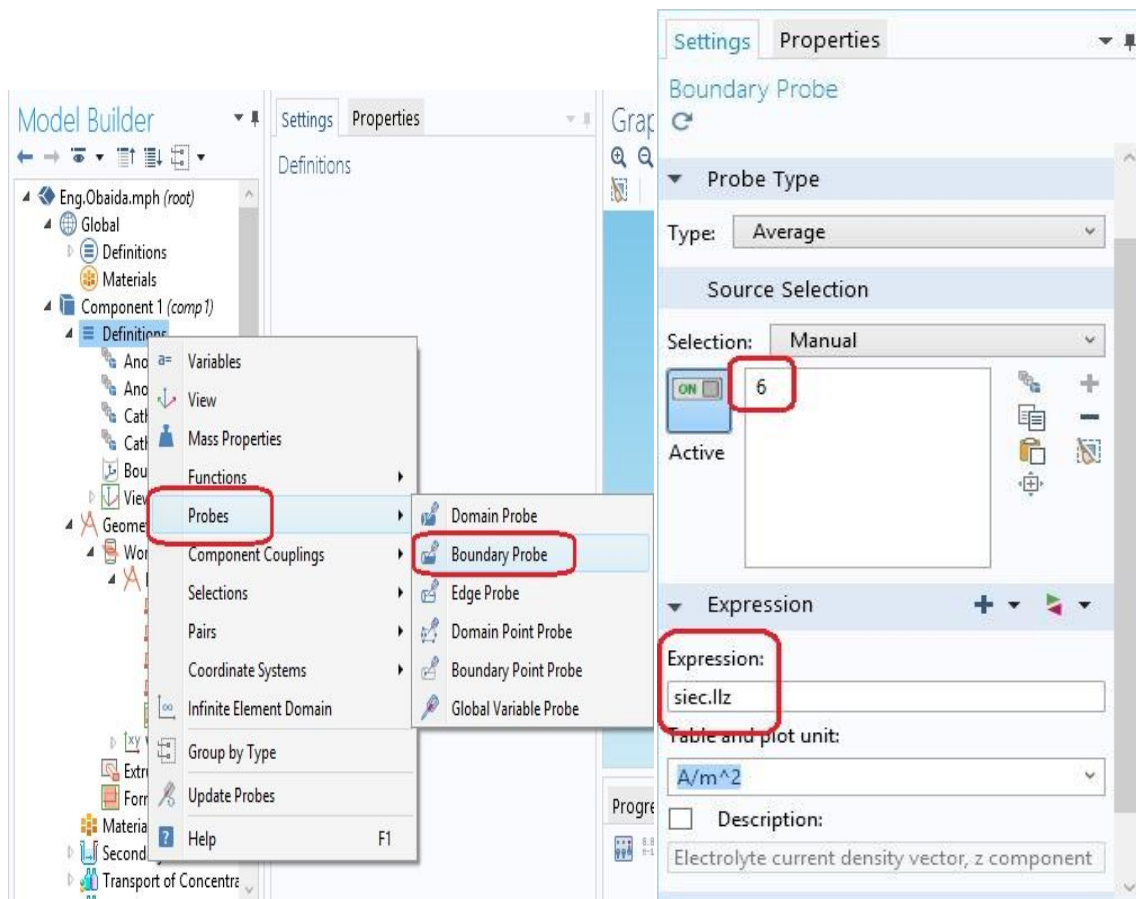 Model Builder
Eng.Obaida.mph (root)
Global
Definitions
Materials
Component 1 (comp1)
Definitions
Ano
Ano
Cath
Cath
Bou
View
Geome
Wor
xy
Extr
For
Materia
Second
Transport of Concentra
Variables
View
Mass Properties
Functions
Probes
Component Couplings
Selections
Pairs
Coordinate Systems
Infinite Element Domain
Group by Type
Update Probes
Help F1
Domain Probe
Boundary Probe
Edge Probe
Domain Point Probe
Boundary Point Probe
Global Variable Probe
Settings Properties
Definitions
Grap
Progre
Settings Properties
Boundary Probe
Probe Type
Type: Average
Source Selection
Selection: Manual
ON
6
Active
Expression
Expression:
siec.Ilz
Table and plot unit:
A/m^2
Description:
Electrolyte current density vector, z component